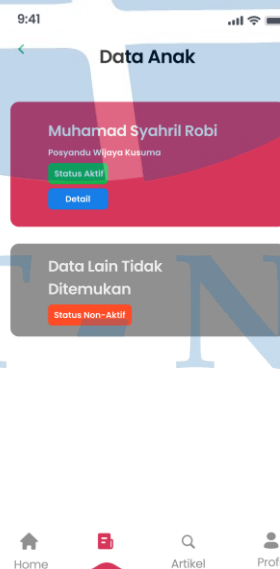 9:41
Data Anak
Muhamad Syahril Robi
Posyandu Wijaya Kusuma
Status Aktif
Detail
Data Lain Tidak
Ditemukan
Status Non-Aktif
Home
Artikel
Prof